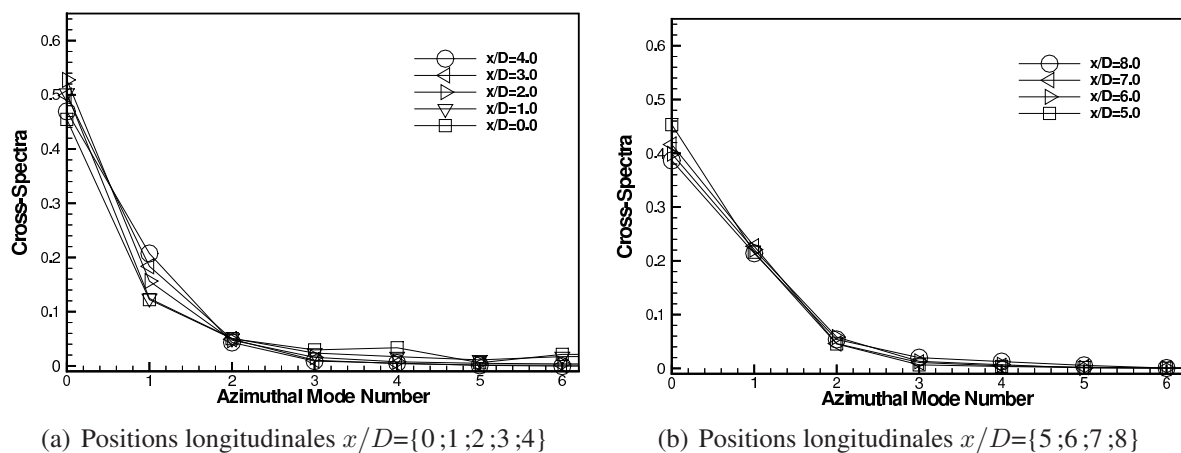 0.6
0.5
0.4
0.3
0.2
0.1
0
Cross-Spectra
x/D=4.0
x/D=3.0
x/D=2.0
x/D=1.0
x/D=0.0
0 1 2 3 4 5 6
Azimuthal Mode Number
(a) Positions longitudinales x/D={0 ;1 ;2 ;3 ;4}
0.6
0.5
0.4
0.3
0.2
0.1
0
Cross-Spectra
x/D=8.0
x/D=7.0
x/D=6.0
x/D=5.0
0 1 2 3 4 5 6
Azimuthal Mode Number
(b) Positions longitudinales x/D={5 ;6 ;7 ;8}